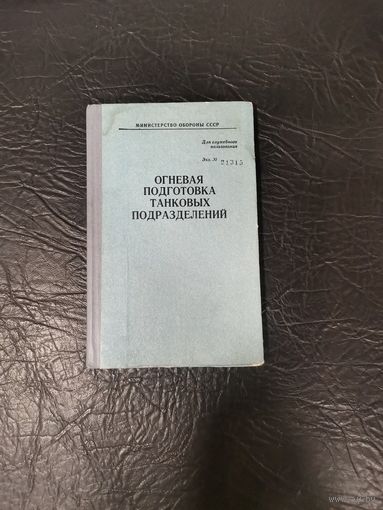 МИНИСТЕРСТВО ОБОРОНЫ СССР
Для служебного
пользования
Экз. № 21315
ОГНЕВАЯ
ПОДГОТОВКА
ТАНКОВЫХ
ПОДРАЗДЕЛЕНИЙ